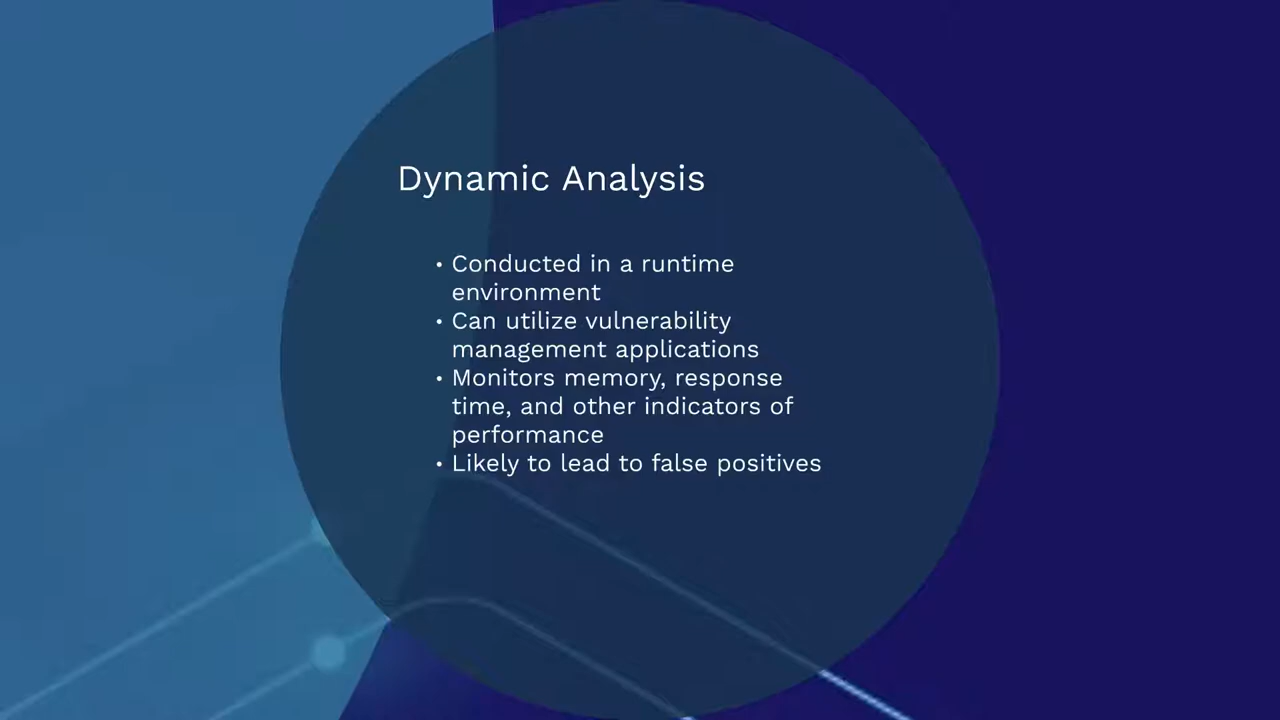 Dynamic Analysis
• Conducted in a runtime
environment
• Can utilize vulnerability
management applications
• Monitors memory, response
time, and other indicators of
performance
• Likely to lead to false positives